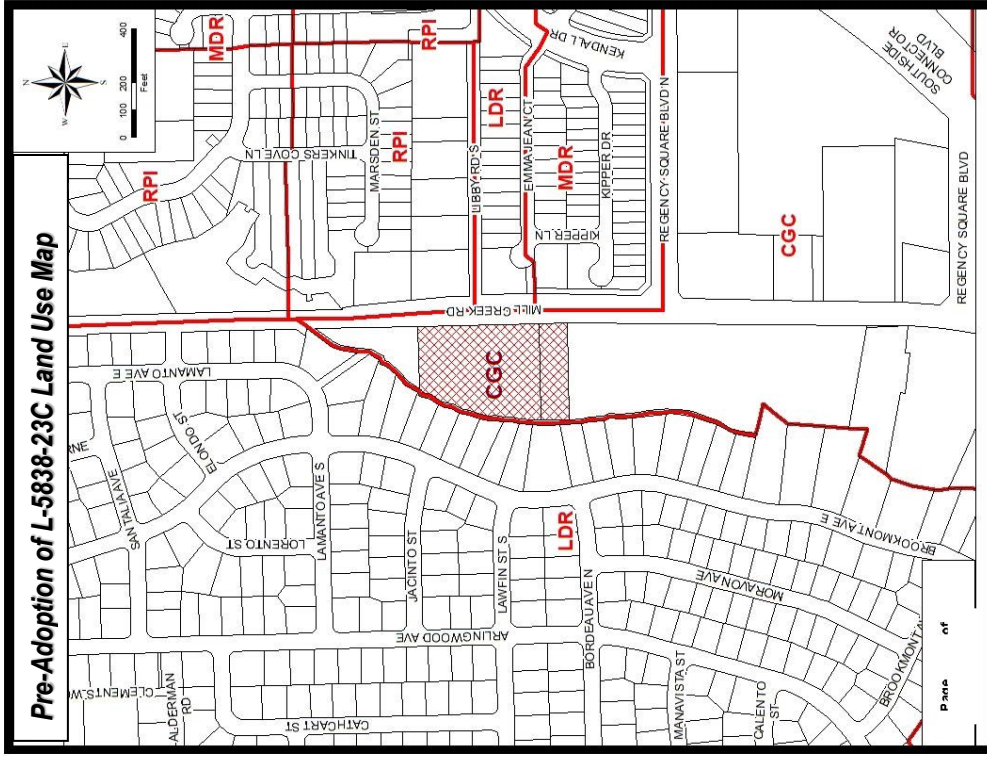 Pre-Adoption of L-5838-23C Land Use Map
N
E
S
W
0 100 200 400
Feet
MDR
RPI
RPI
RPI
LDR
MDR
CGC
CGC
LDR
KENDALL DR
TINKERS COVE LN
MARSDEN ST
LIBBY RD S
EMMA JEAN CT
KIPPER DR
KIPPER LN
REGENCY SQUARE BLVD N
SOUTHSIDE
CONNECTOR
BLVD
REGENCY SQUARE BLVD
MILL CREEK RD
LAMANTO AVE E
ELONDO ST
RNE
SANTALIA AVE
LORENTO ST
LAMANTO AVE S
JACINTO ST
LAWFIN ST S
BORDEAU AVE N
BROOKMONT AVE E
MORAVON AVE
ARLINGWOOD AVE
CLEMENTS WO
ALDERMAN
RD
CATHCART ST
MANAVISTA ST
CALENTO
ST
BROOKMONT A
Page of